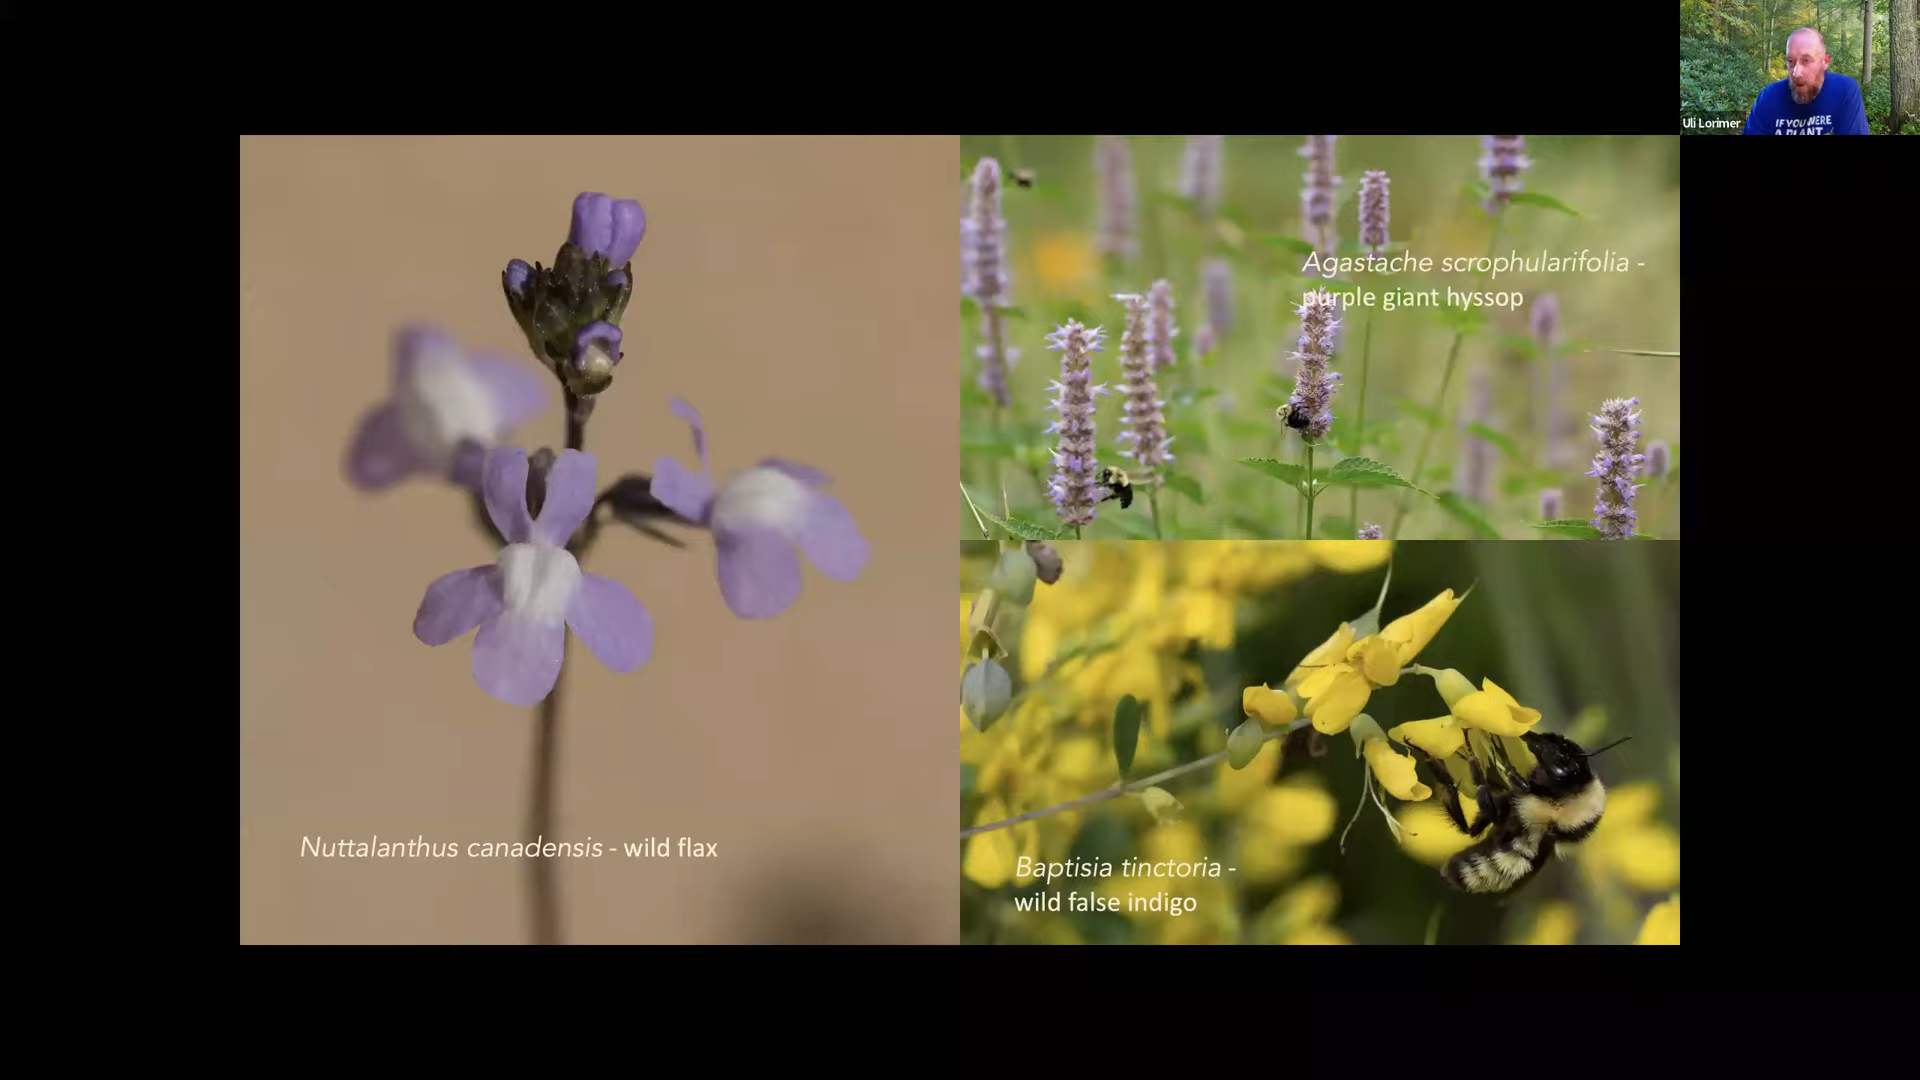 Uli Lorimer
IF YOU WERE
A PLANT
Agastache scrophularifolia -
purple giant hyssop
Nuttalanthus canadensis - wild flax
Baptisia tinctoria -
wild false indigo